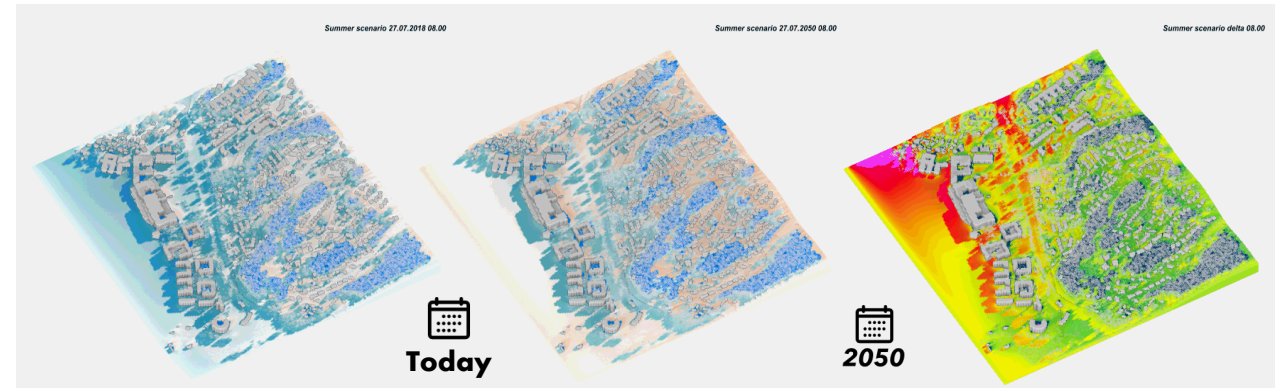 Summer scenario 27.07.2018 08.00
Summer scenario 27.07.2050 08.00
Summer scenario delta 08.00
Today
2050